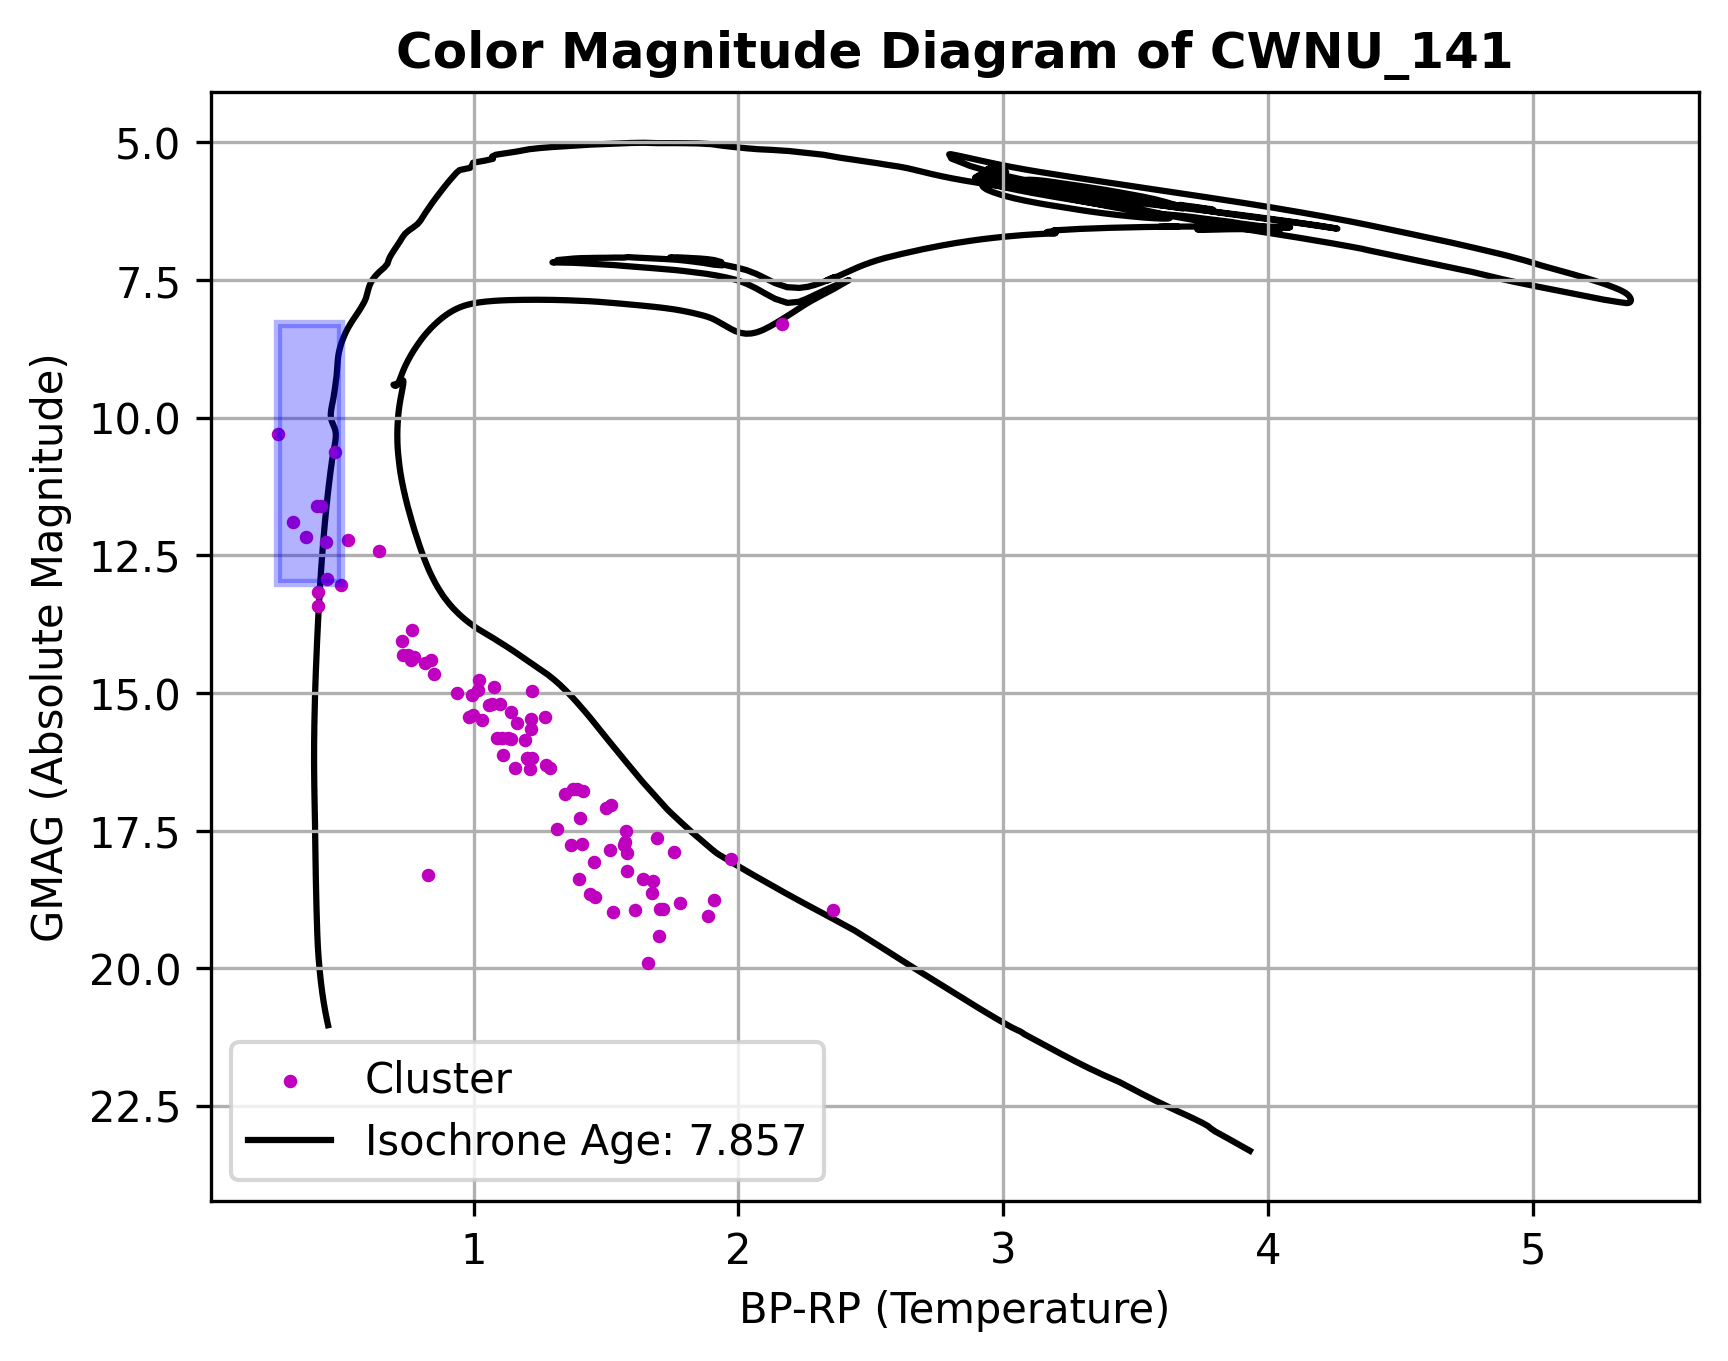 Color Magnitude Diagram of CWNU_141
GMAG (Absolute Magnitude)
5.0
7.5
10.0
12.5
15.0
17.5
20.0
22.5
Cluster
Isochrone Age: 7.857
1 2 3 4 5
BP-RP (Temperature)